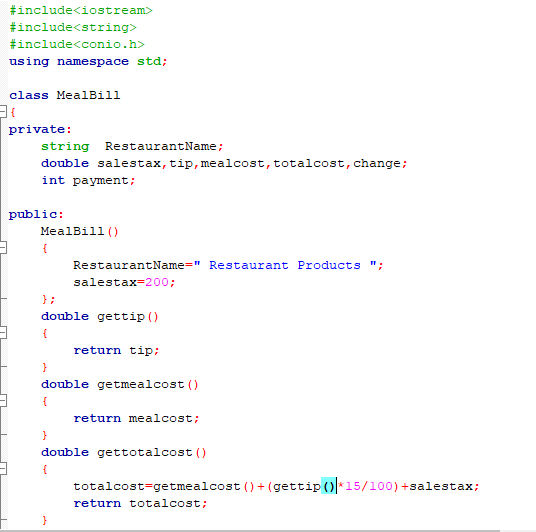 #include<iostream>
#include<string>
#include<conio.h>
using namespace std;
class MealBill
{
private:
string  RestaurantName;
double salestax,tip,mealcost,totalcost,change;
int payment;
public:
MealBill()
{
RestaurantName=" Restaurant Products ";
salestax=200;
};
double gettip()
{
return tip;
}
double getmealcost()
{
return mealcost;
}
double gettotalcost()
{
totalcost=getmealcost()+(gettip()*15/100)+salestax;
return totalcost;
}